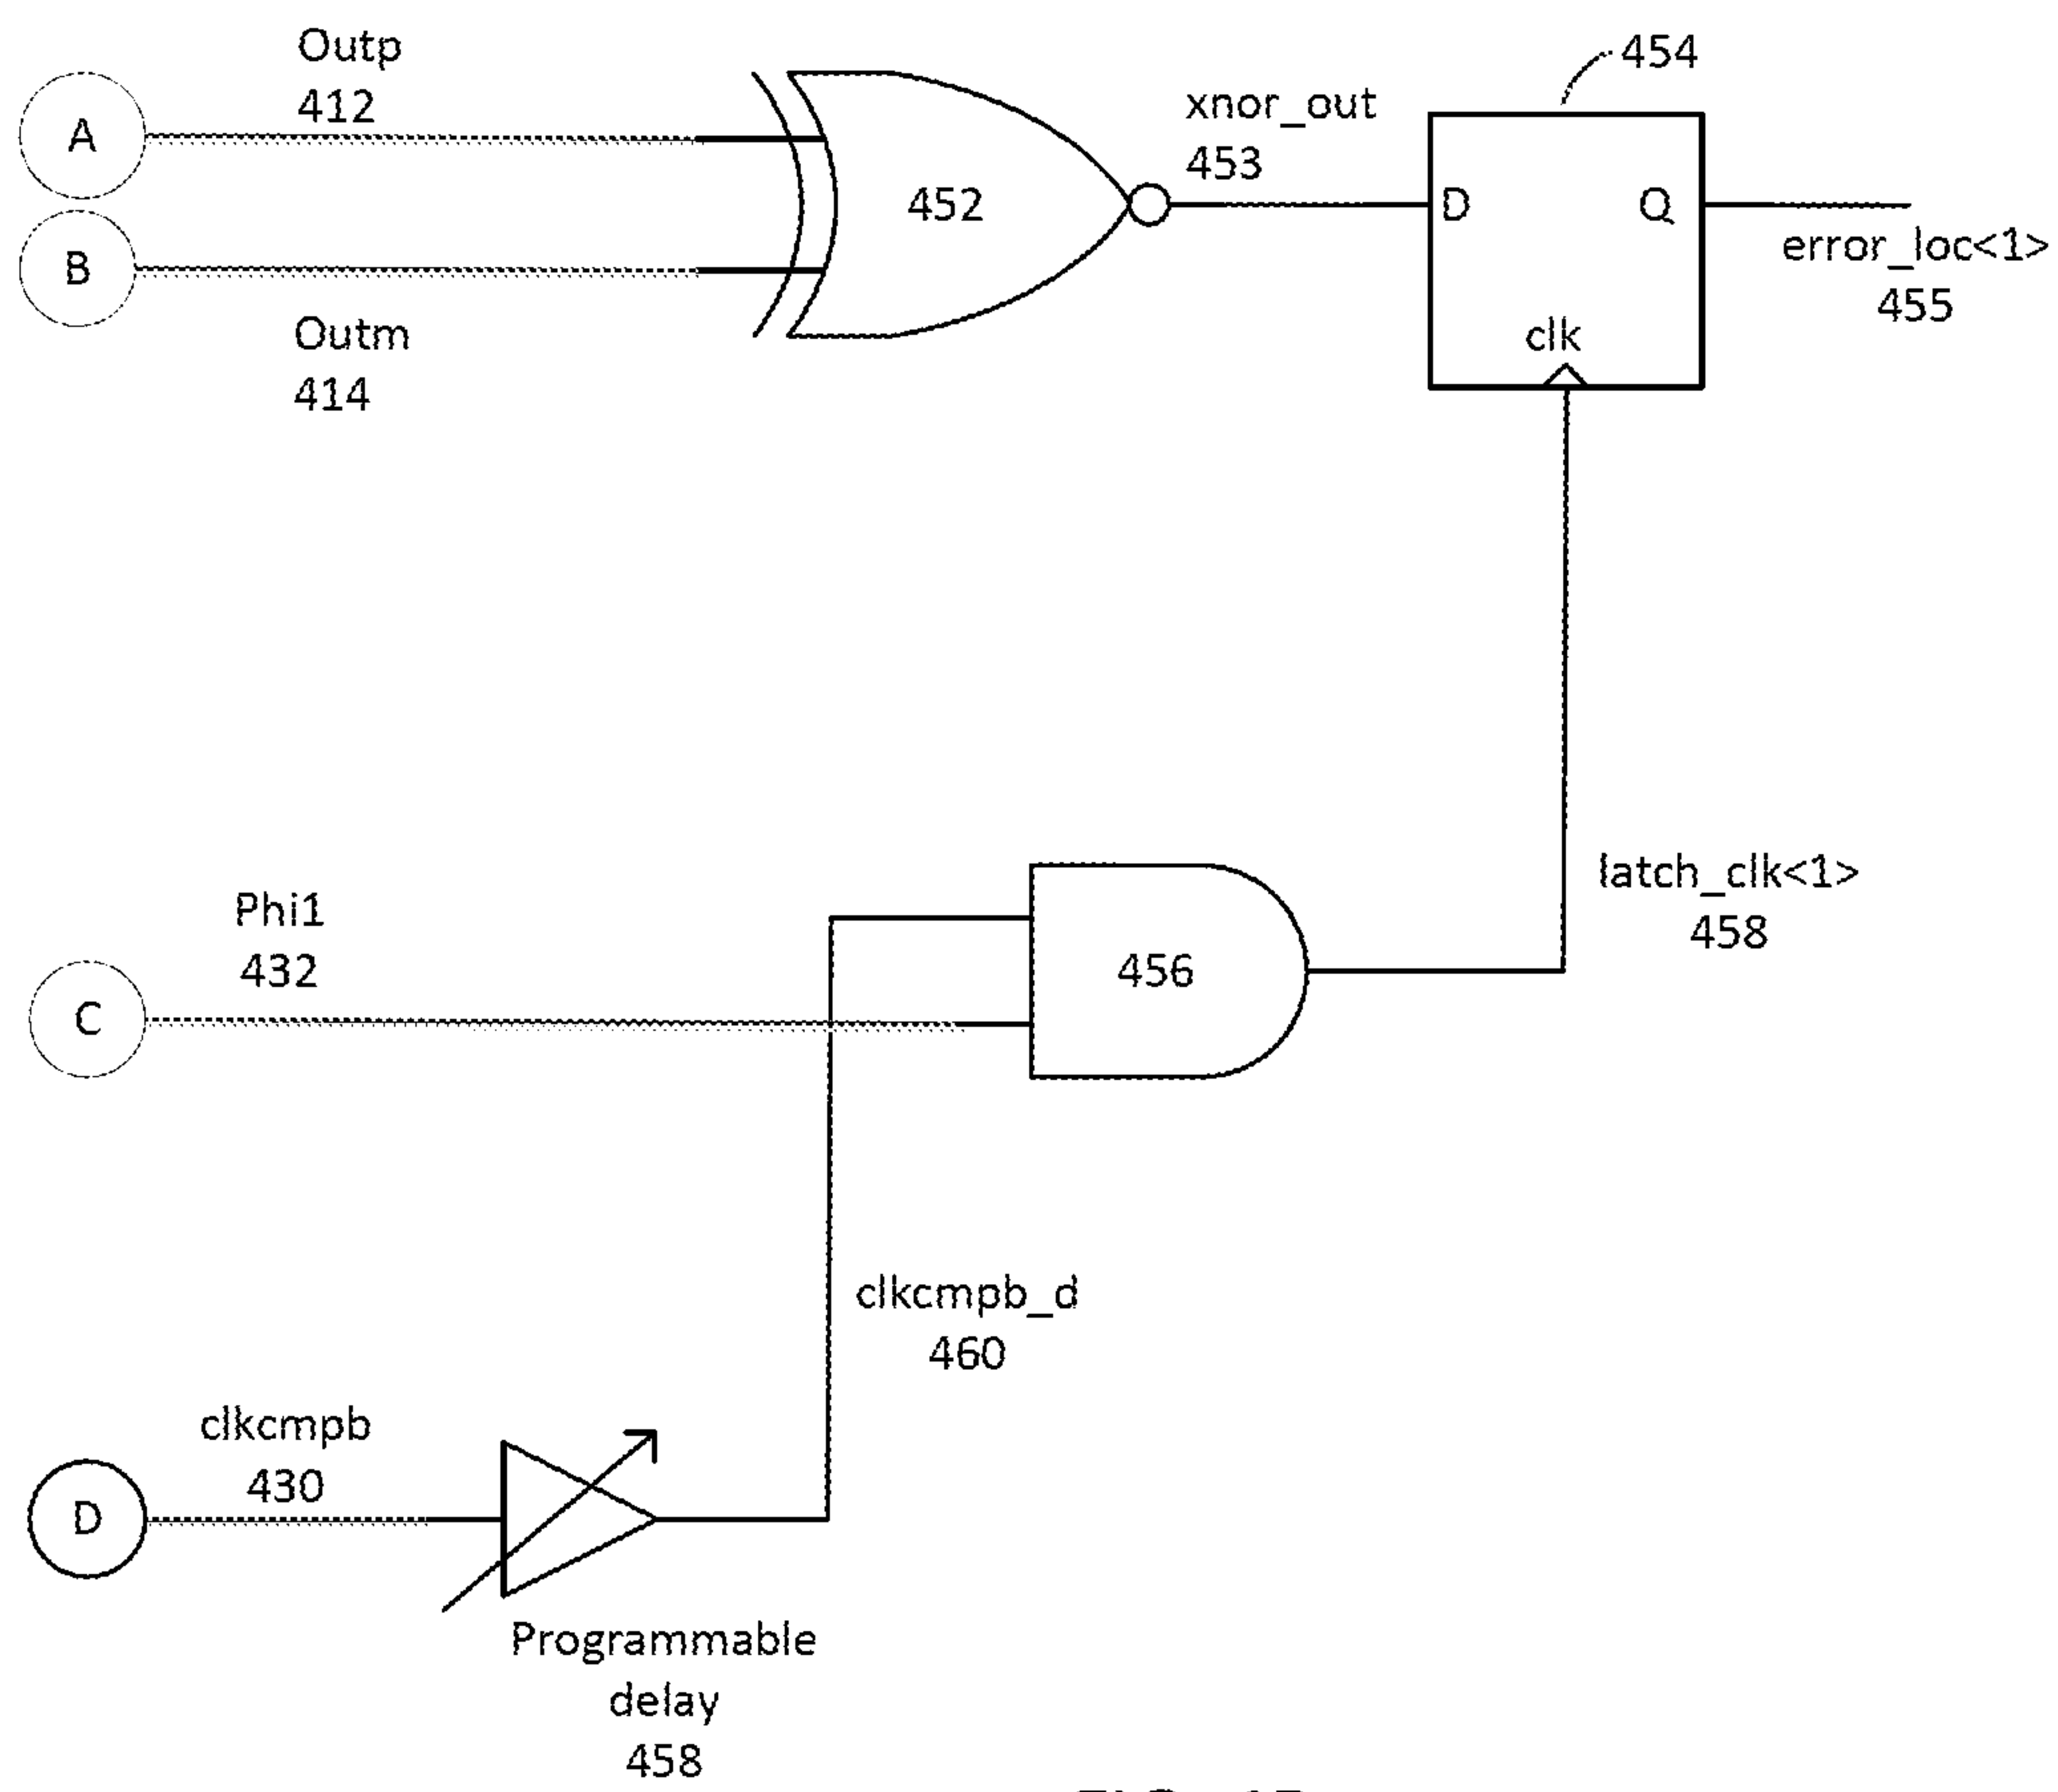 Outp
412
454
A
xnor_out
453
452
D
Q
B
error_loc<1>
455
Outm
414
clk
latch_clk<1>
458
Phi1
432
456
C
clkcmpb_d
460
clkcmpb
430
D
Programmable
delay
458